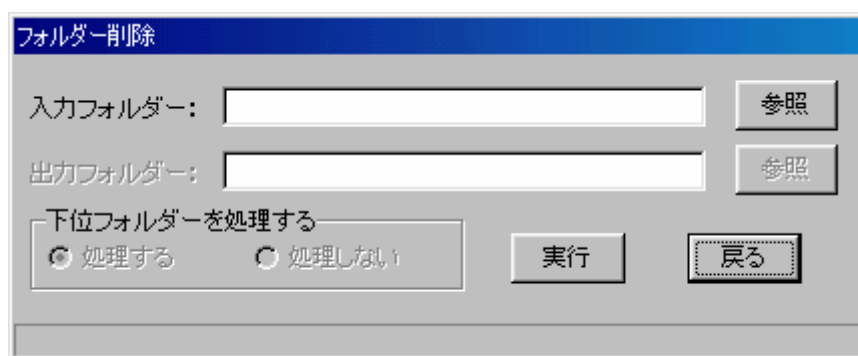 フォルダー削除
入力フォルダー: 参照
出力フォルダー: 参照
下位フォルダーを処理する
処理する 処理しない 実行 戻る